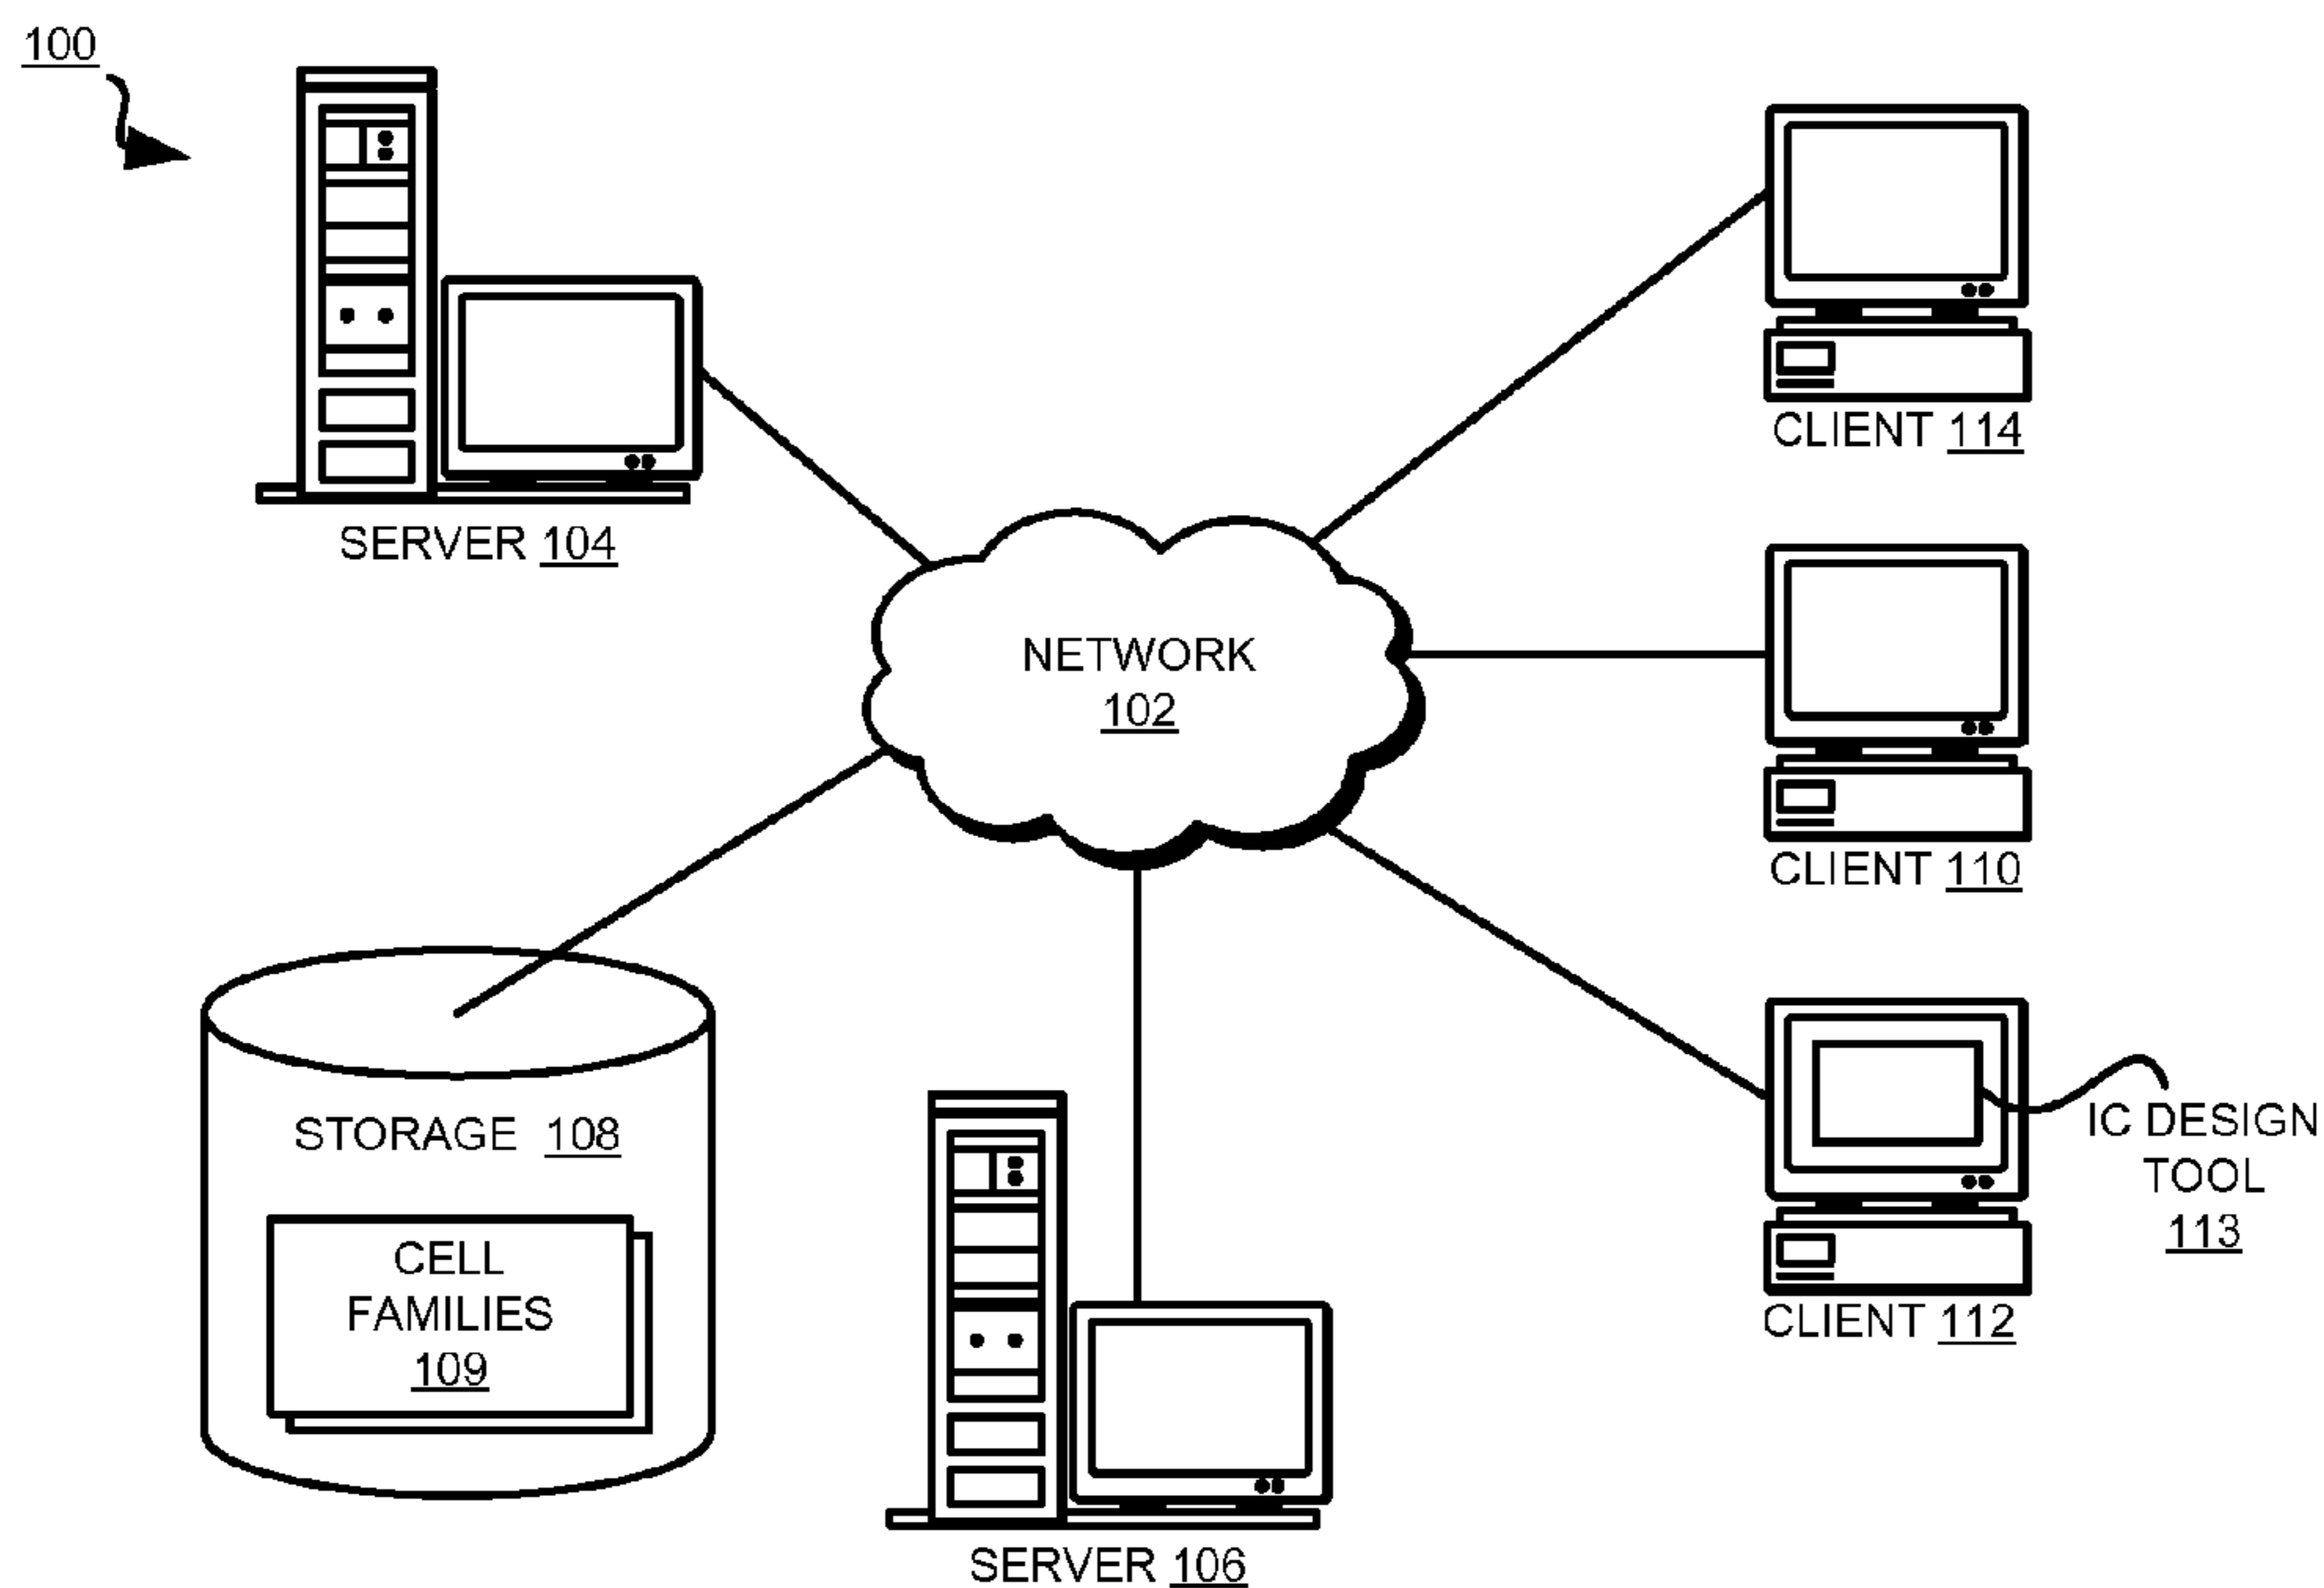 100
SERVER 104
CLIENT 114
NETWORK
102
CLIENT 110
STORAGE 108
CELL
FAMILIES
109
IC DESIGN
TOOL
113
CLIENT 112
SERVER 106